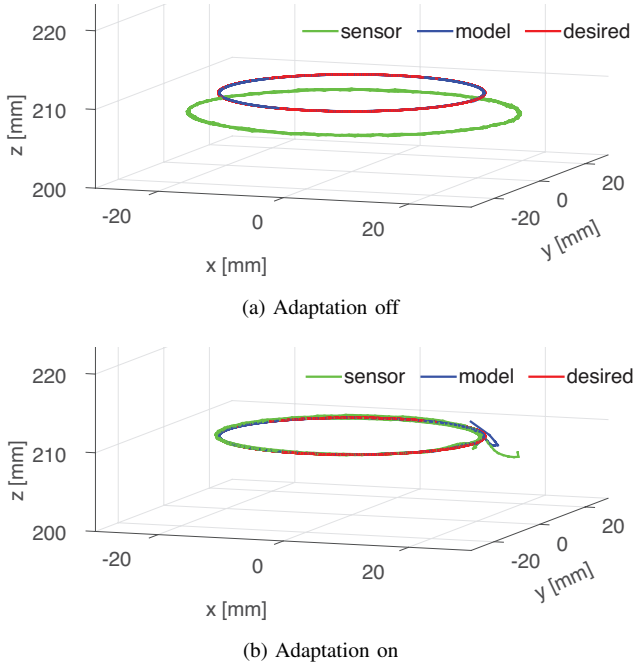 sensor model desired
220
210
200
z [mm]
-20
0
20
x [mm]
-20
0
20
y [mm]
(a) Adaptation off
sensor model desired
220
210
200
z [mm]
-20
0
20
x [mm]
-20
0
20
y [mm]
(b) Adaptation on